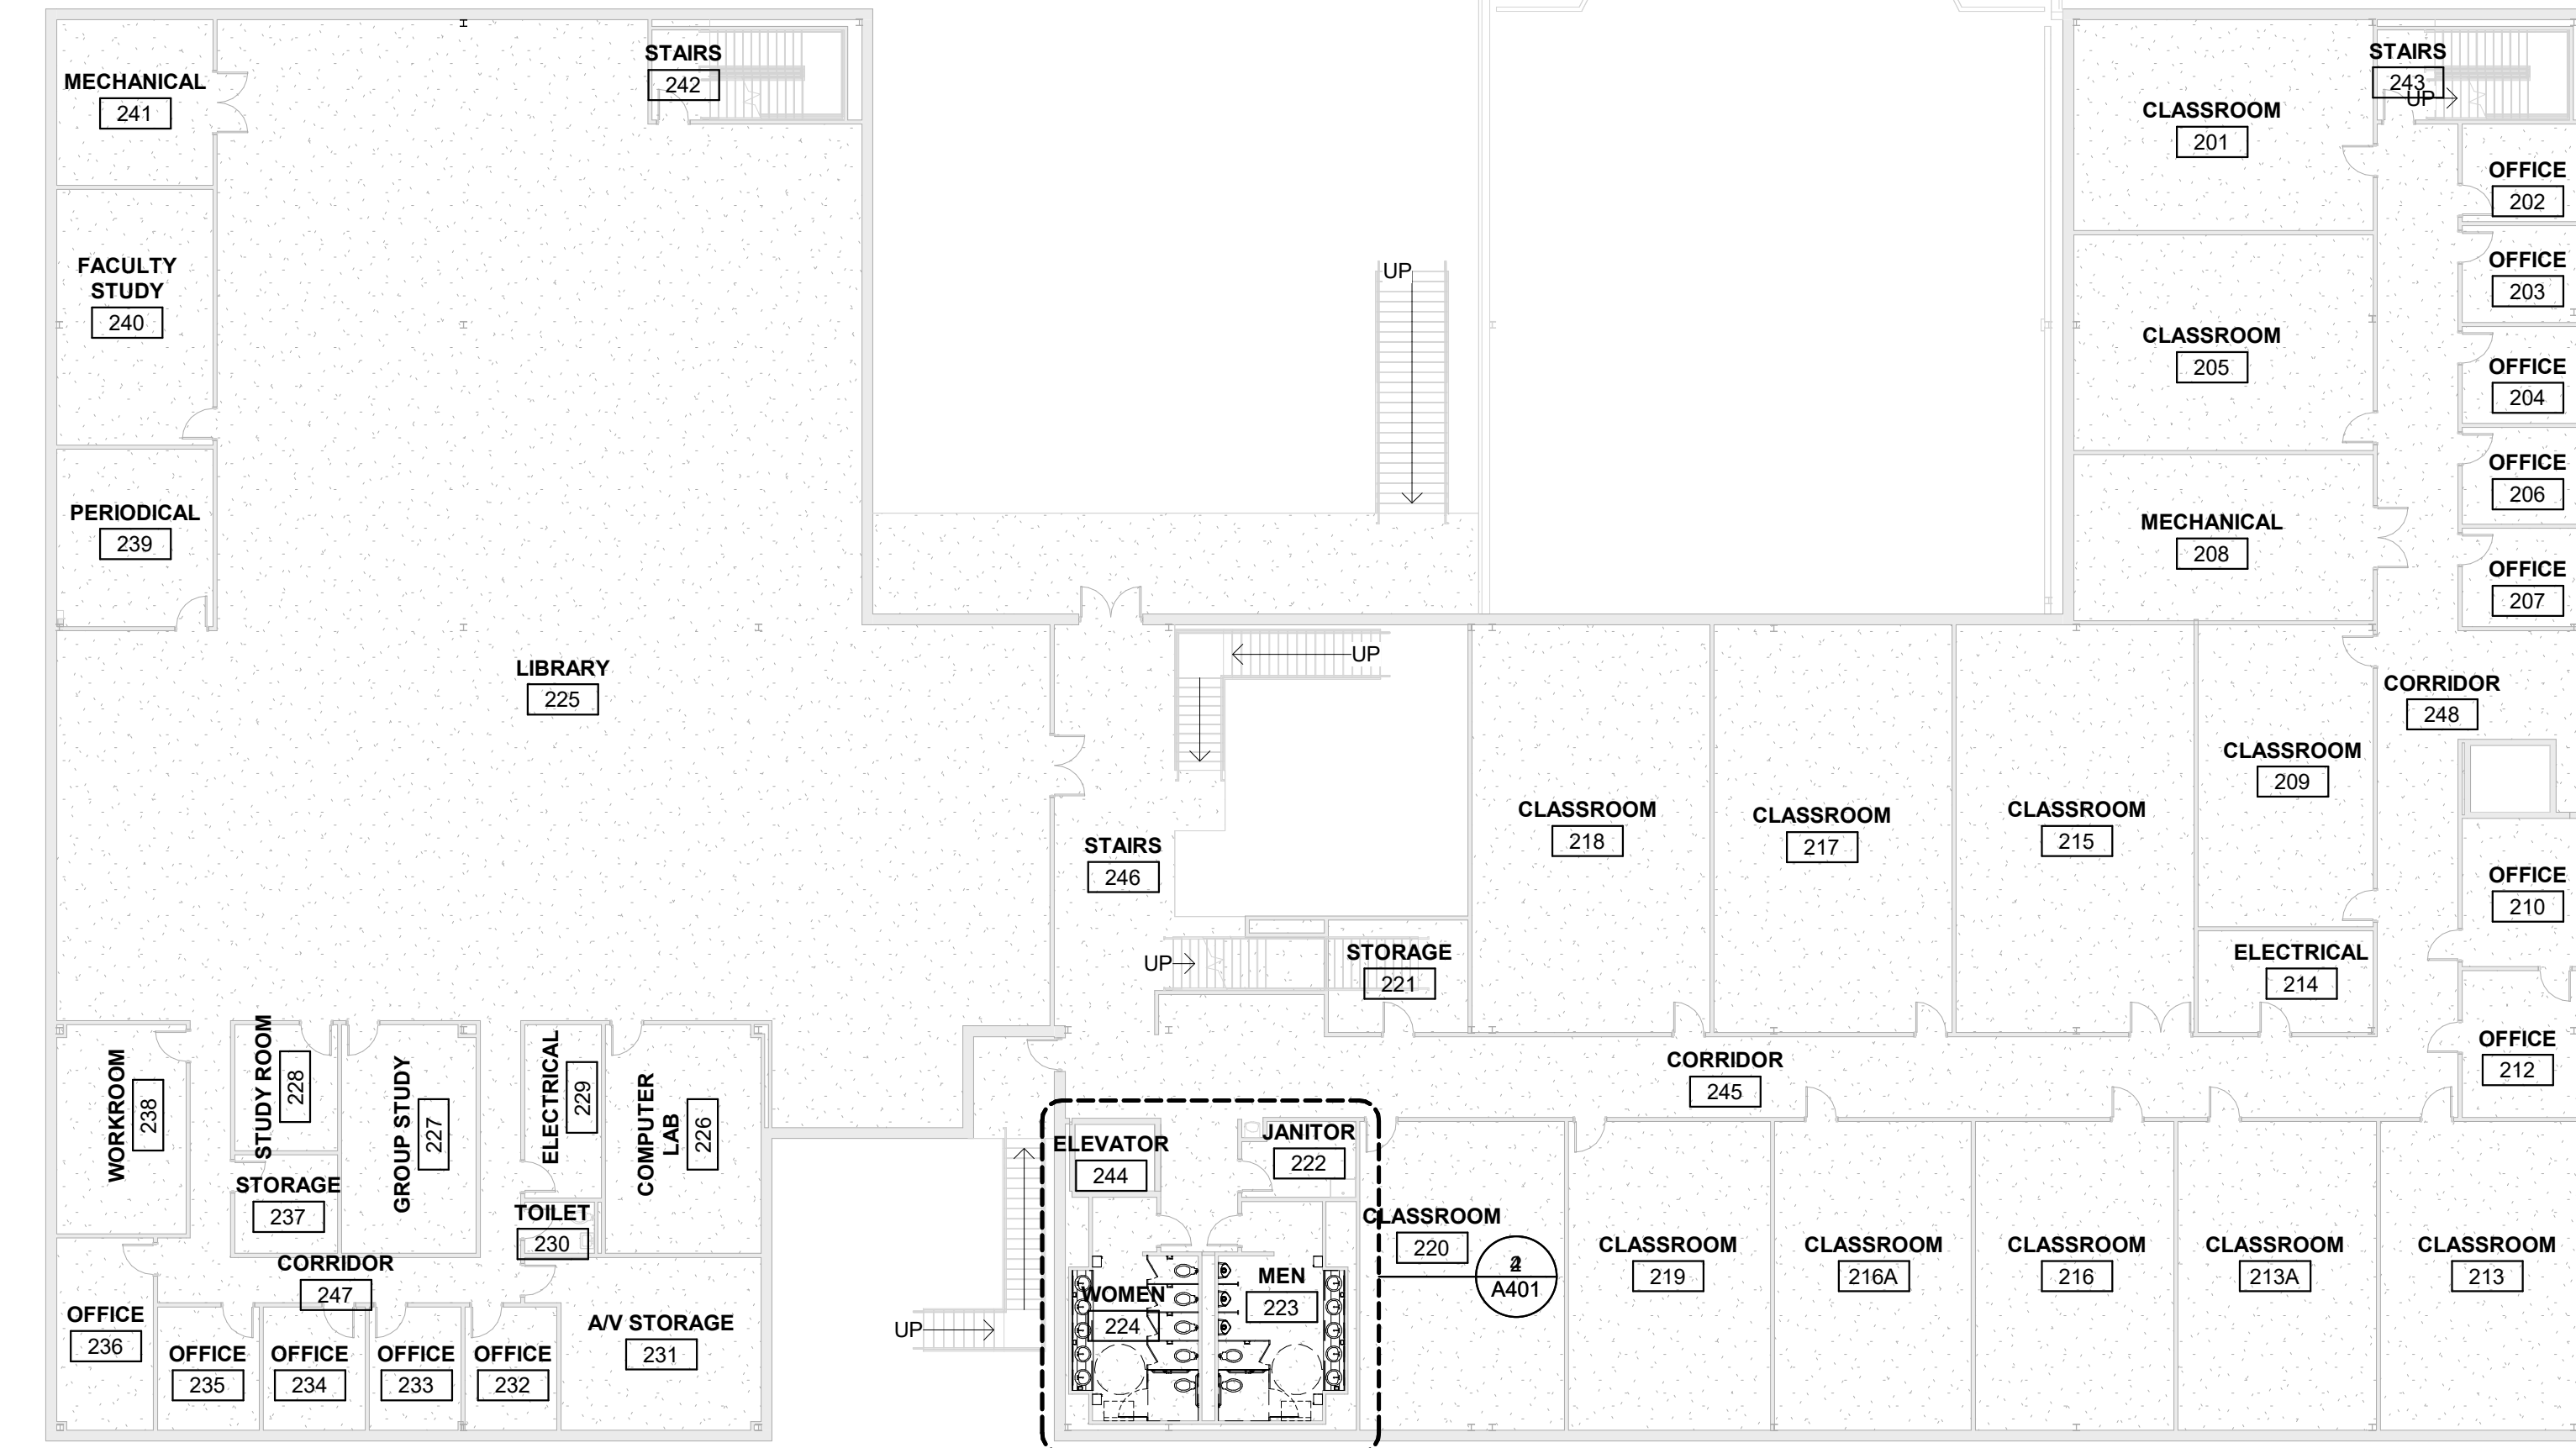 STAIRS
242
STAIRS
243
UP
MECHANICAL
241
CLASSROOM
201
OFFICE
202
FACULTY
STUDY
240
UP
OFFICE
203
CLASSROOM
205
OFFICE
204
OFFICE
206
PERIODICAL
239
MECHANICAL
208
OFFICE
207
LIBRARY
225
UP
CORRIDOR
248
CLASSROOM
209
CLASSROOM
218
CLASSROOM
217
CLASSROOM
215
STAIRS
246
OFFICE
210
UP
STORAGE
221
ELECTRICAL
214
OFFICE
212
CORRIDOR
245
WORKROOM
238
STUDY ROOM
228
GROUP STUDY
227
ELECTRICAL
229
COMPUTER
LAB
226
ELEVATOR
244
JANITOR
222
STORAGE
237
TOILET
230
CLASSROOM
220
A401
CLASSROOM
219
CLASSROOM
216A
CLASSROOM
216
CLASSROOM
213A
CLASSROOM
213
CORRIDOR
247
WOMEN
224
MEN
223
OFFICE
236
UP
A/V STORAGE
231
OFFICE
235
OFFICE
234
OFFICE
233
OFFICE
232